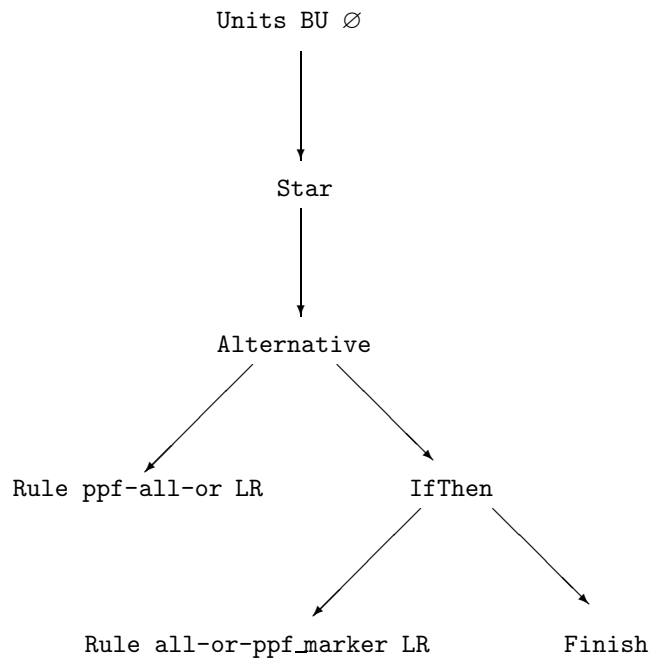 Units BU ∅
Star
Alternative
Rule ppf-all-or LR
IfThen
Rule all-or-ppf_marker LR
Finish